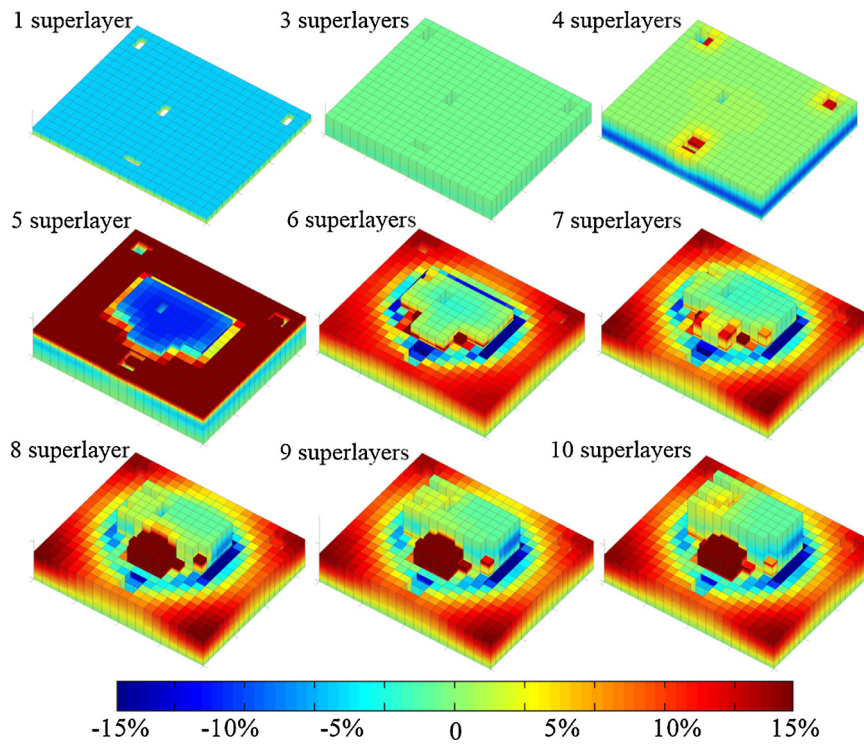 1 superlayer
3 superlayers
4 superlayers
5 superlayer
6 superlayers
7 superlayers
8 superlayer
9 superlayers
10 superlayers
-15% -10% -5% 0 5% 10% 15%